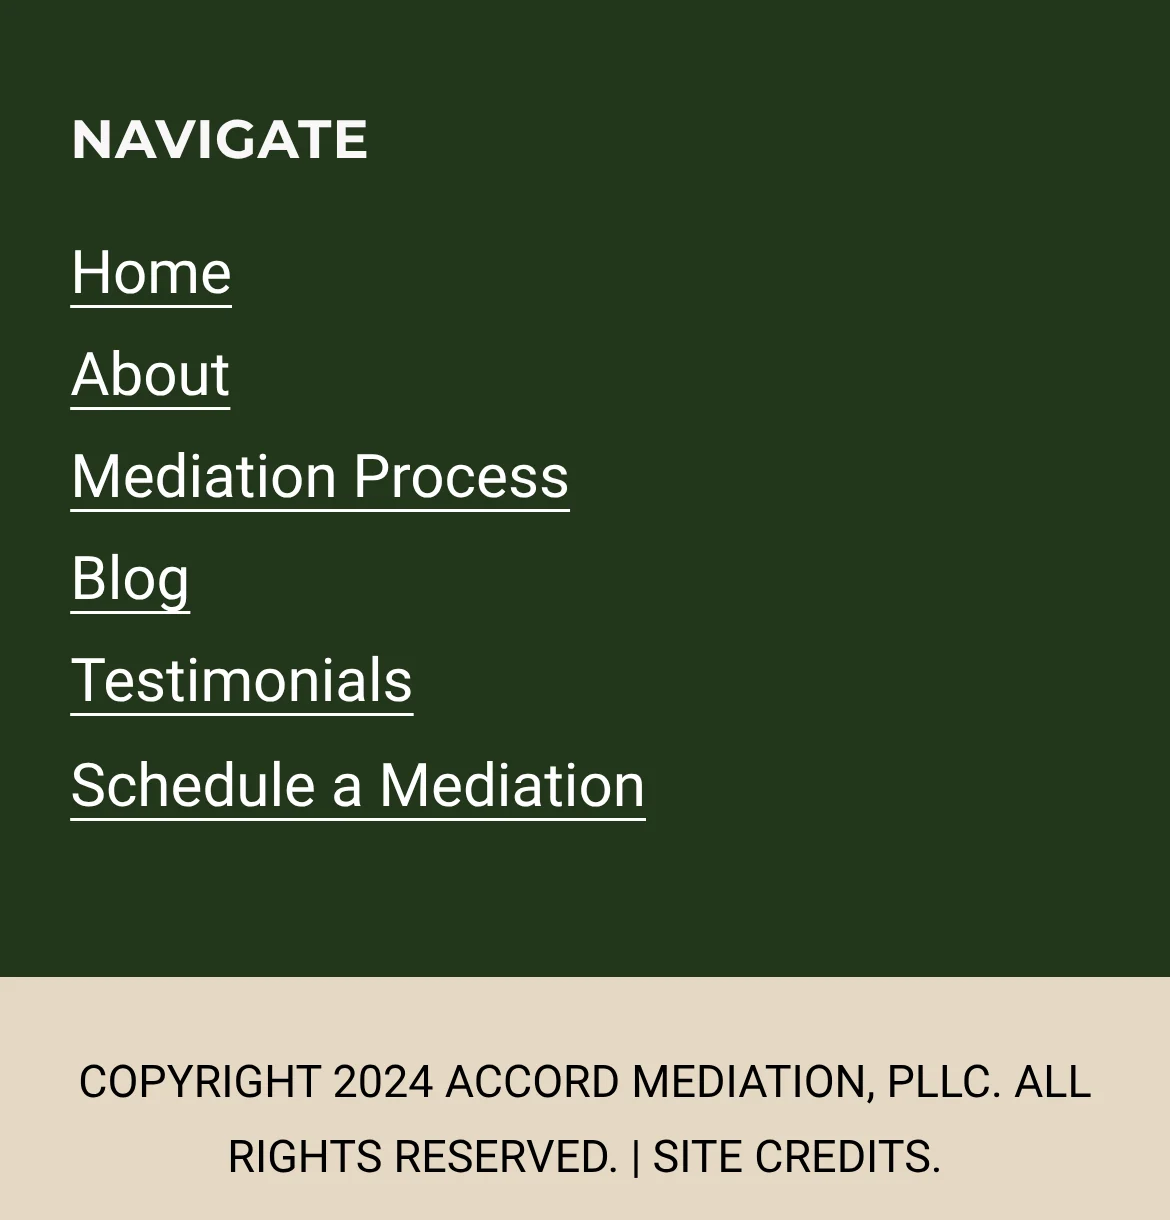 NAVIGATE
Home
About
Mediation Process
Blog
Testimonials
Schedule a Mediation
COPYRIGHT 2024 ACCORD MEDIATION, PLLC. ALL
RIGHTS RESERVED. | SITE CREDITS.